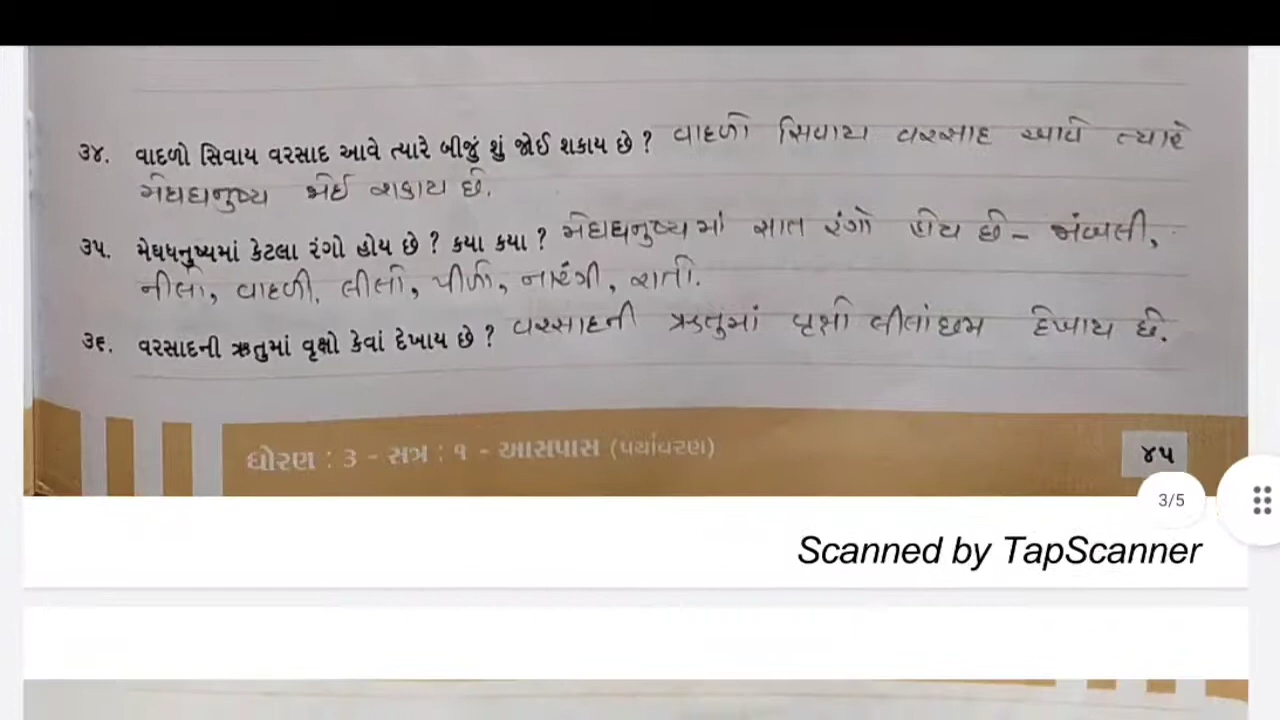 ૩૪. વાદળો સિવાય વરસાદ આવે ત્યારે બીજું શું જોઈ શકાય છે ? વાદળો સિવાય વરસાદ આવે ત્યારે
મેઘધનુષ્ય જોઈ શકાય છે.
૩૫. મેઘધનુષ્યમાં કેટલા રંગો હોય છે ? કયા કયા ? મેઘધનુષ્યમાં સાત રંગો હોય છે – જાંબલી,
નીલો, વાદળી, લીલો, પીળો, નારંગી, રાતો.
૩૬. વરસાદની ઋતુમાં વૃક્ષો કેવાં દેખાય છે ? વરસાદની ઋતુમાં વૃક્ષો લીલાંછમ દેખાય છે.
ધોરણ : 3 - સત્ર : ૧ - આસપાસ (પર્યાવરણ)
૪૫
3/5
Scanned by TapScanner